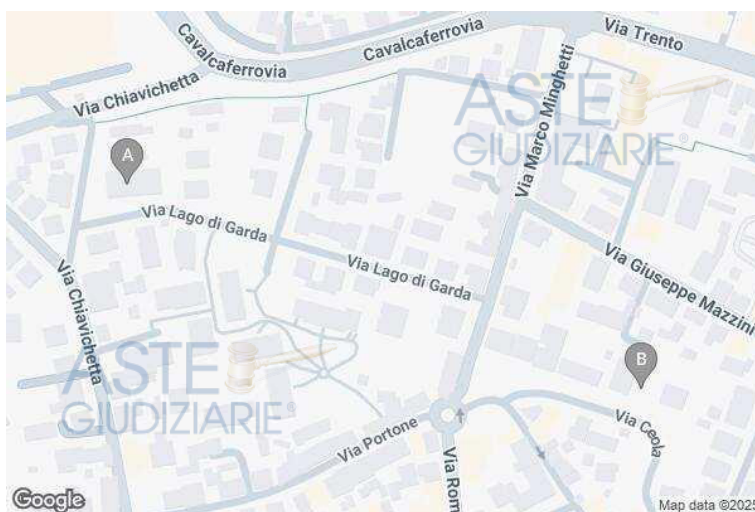 Via Trento
Cavalcaferrovia
Cavalcaferrovia
Via Chiavichetta
Via Marco Minghetti
ASTE
GIUDIZIARIE®
A
Via Lago di Garda
Via Lago di Garda
Via Giuseppe Mazzini
Via Chiavichetta
ASTE
GIUDIZIARIE®
B
Via Ceola
Via Portone
Via Rom
Google
Map data ©2025